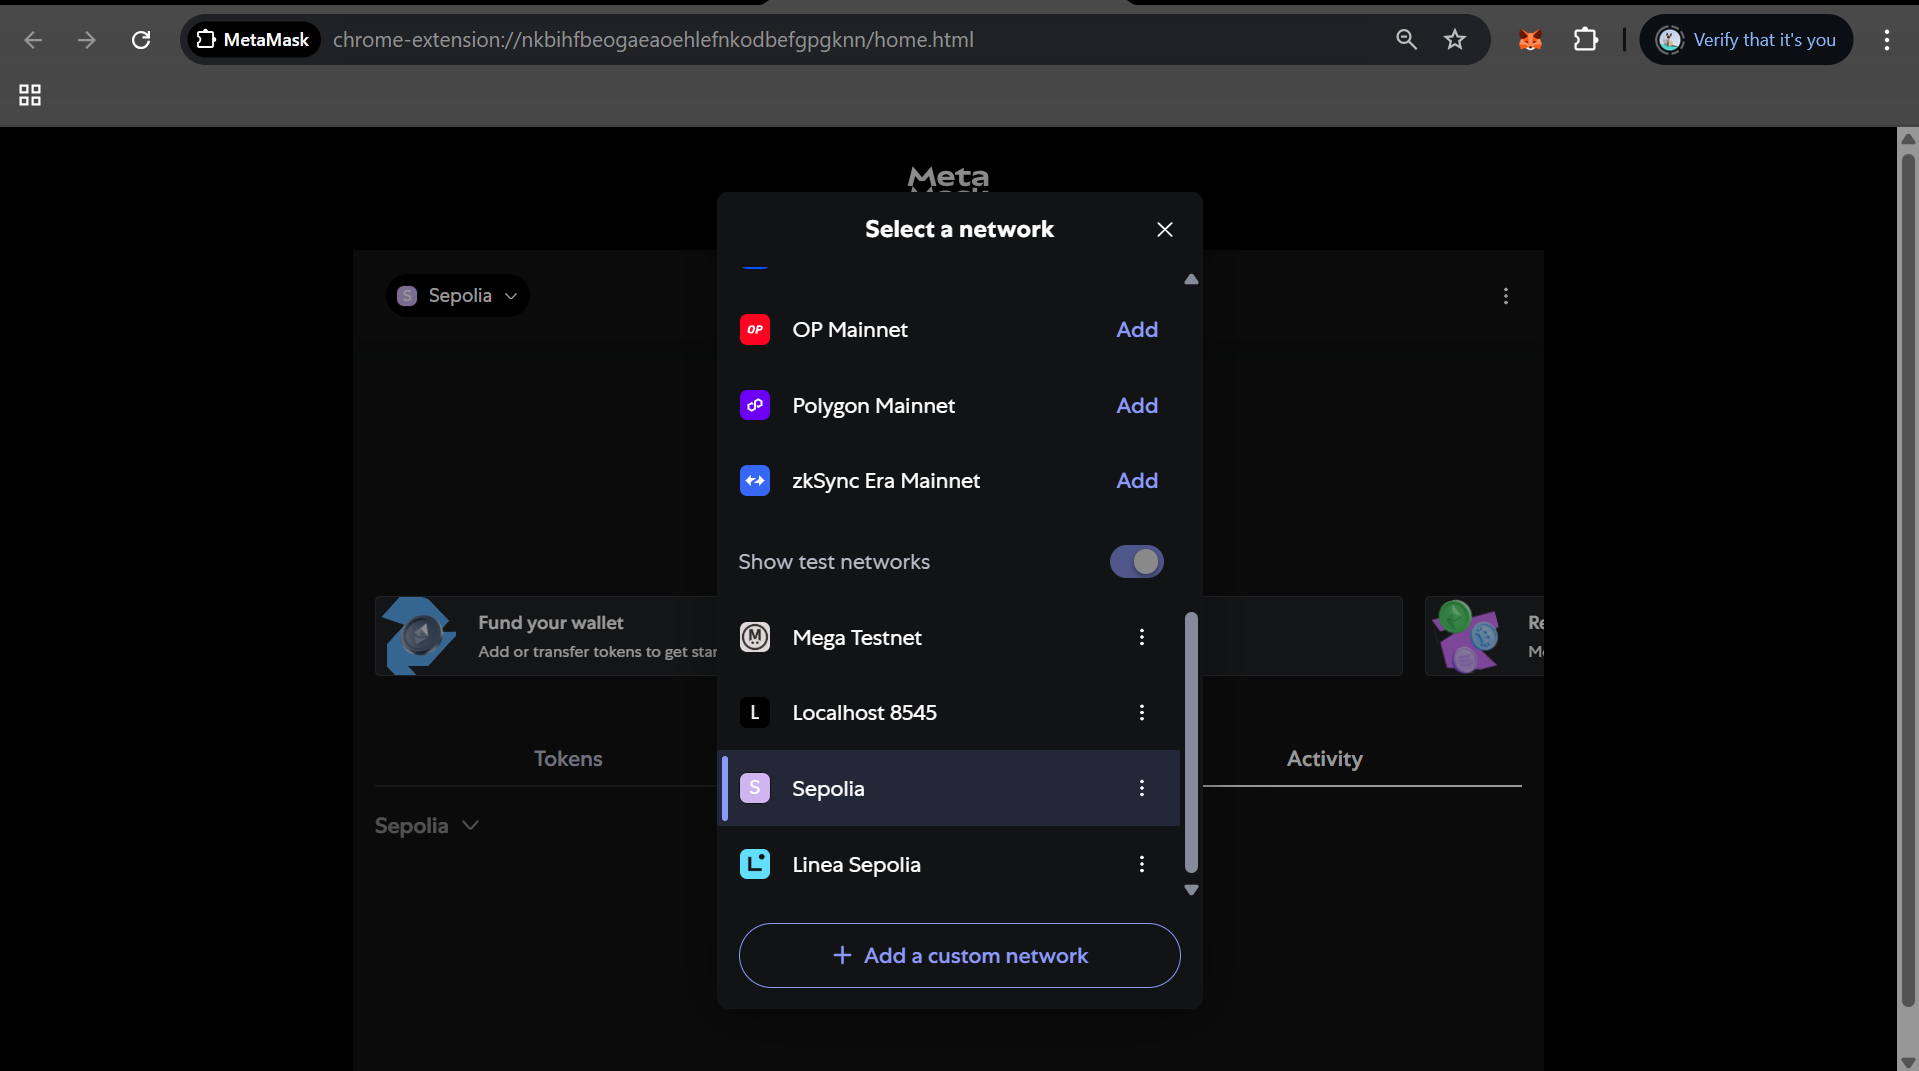 MetaMask
chrome-extension://nkbihfbeogaeaoehlefnkodbefgpgknn/home.html
Verify that it's you
Meta
Select a network
S Sepolia
OP OP Mainnet Add
Polygon Mainnet Add
zkSync Era Mainnet Add
Show test networks
Fund your wallet
Add or transfer tokens to get star
Re
M Mega Testnet
L Localhost 8545
Tokens
Activity
S Sepolia
Sepolia
L Linea Sepolia
+ Add a custom network